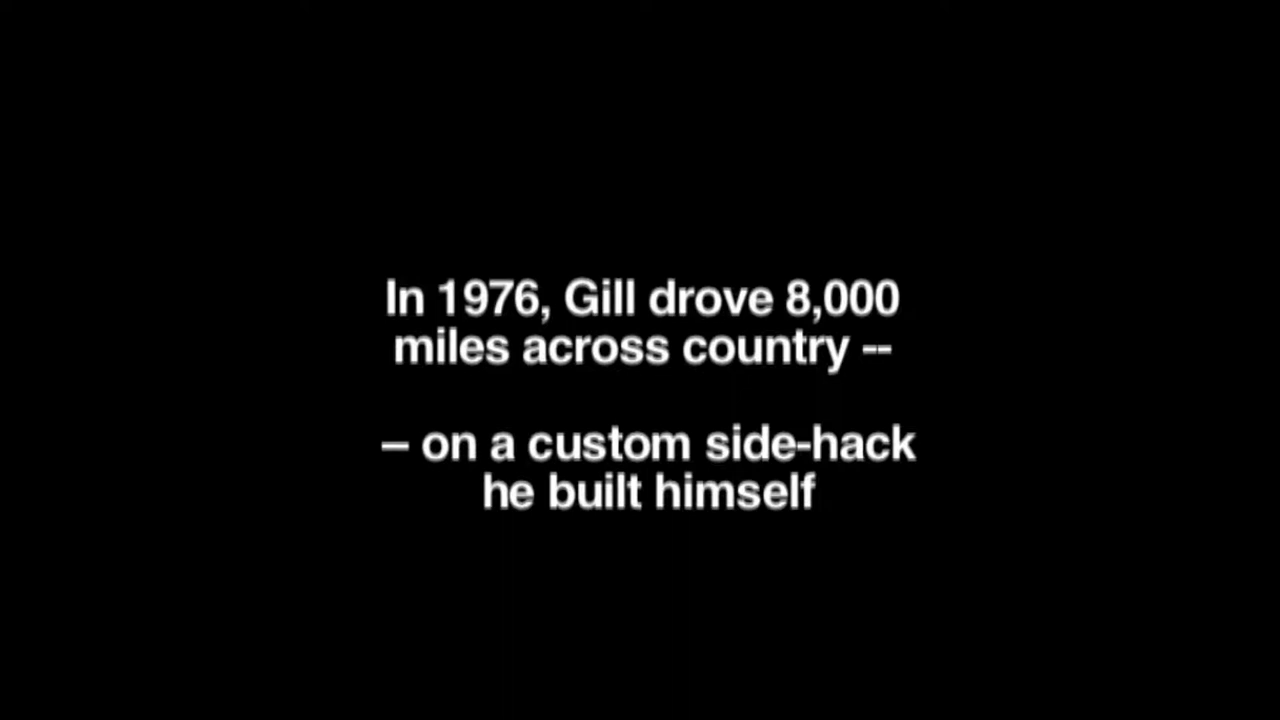 In 1976, Gill drove 8,000
miles across country --
– on a custom side-hack
he built himself